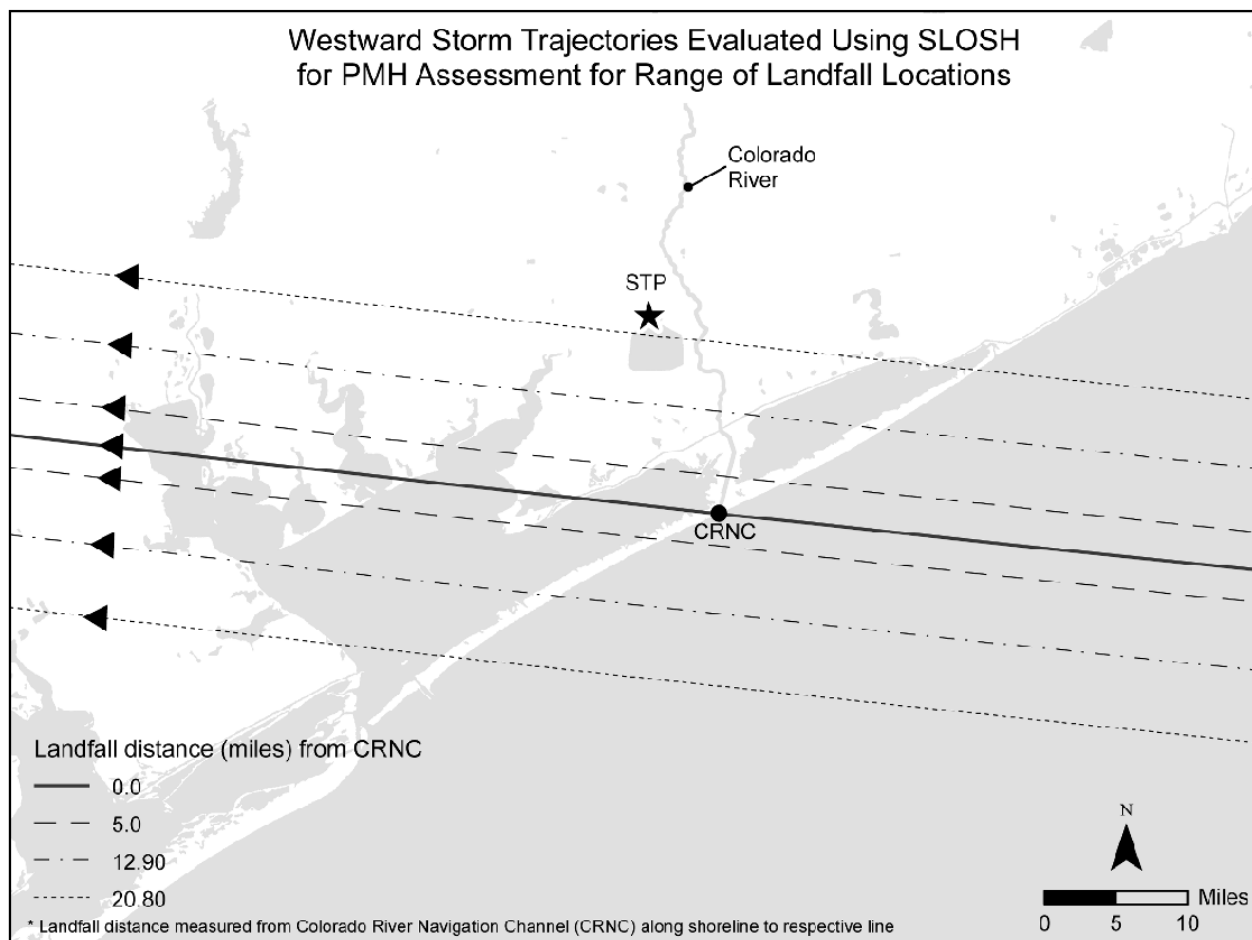 Westward Storm Trajectories Evaluated Using SLOSH
for PMH Assessment for Range of Landfall Locations
Colorado
River
STP
CRNC
Landfall distance (miles) from CRNC
0.0
5.0
12.90
20.80
N
Miles
0 5 10
* Landfall distance measured from Colorado River Navigation Channel (CRNC) along shoreline to respective line